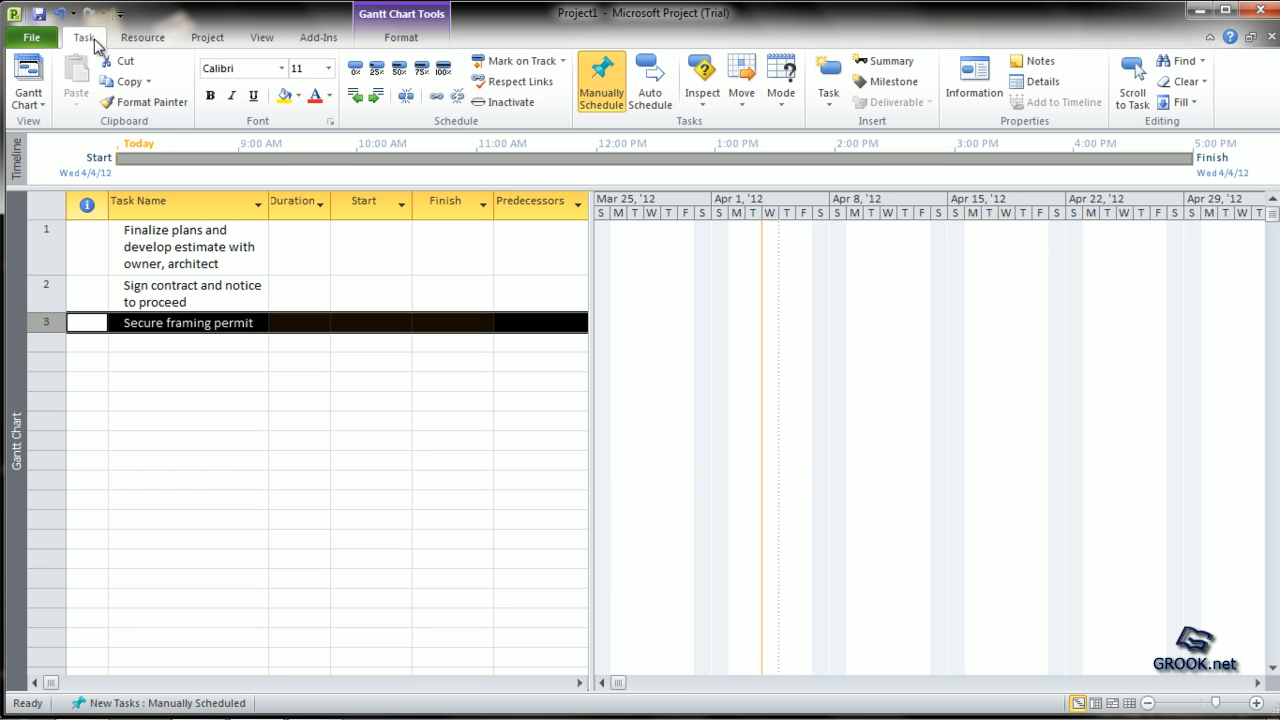 Gantt Chart Tools
Project1 - Microsoft Project (Trial)
File Task Resource Project View Add-Ins Format
Gantt Chart
View
Paste
Cut
Copy
Format Painter
Clipboard
Calibri 11
B I U A
Font
0% 25% 50% 75% 100%
Mark on Track
Respect Links
Inactivate
Schedule
Manually Schedule
Auto Schedule
Inspect
Move
Mode
Tasks
Task
Summary
Milestone
Deliverable
Insert
Information
Notes
Details
Add to Timeline
Properties
Scroll to Task
Find
Clear
Fill
Editing
Timeline
Today 9:00 AM 10:00 AM 11:00 AM 12:00 PM 1:00 PM 2:00 PM 3:00 PM 4:00 PM 5:00 PM
Start Finish
Wed 4/4/12 Wed 4/4/12
Task Name Duration Start Finish Predecessors
Mar 25, '12 Apr 1, '12 Apr 8, '12 Apr 15, '12 Apr 22, '12 Apr 29, '12
S M T W T F S S M T W T F S S M T W T F S S M T W T F S S M T W T F S S M T W T
1 Finalize plans and
develop estimate with
owner, architect
2 Sign contract and notice
to proceed
3 Secure framing permit
Gantt Chart
GROOK.net
Ready New Tasks : Manually Scheduled